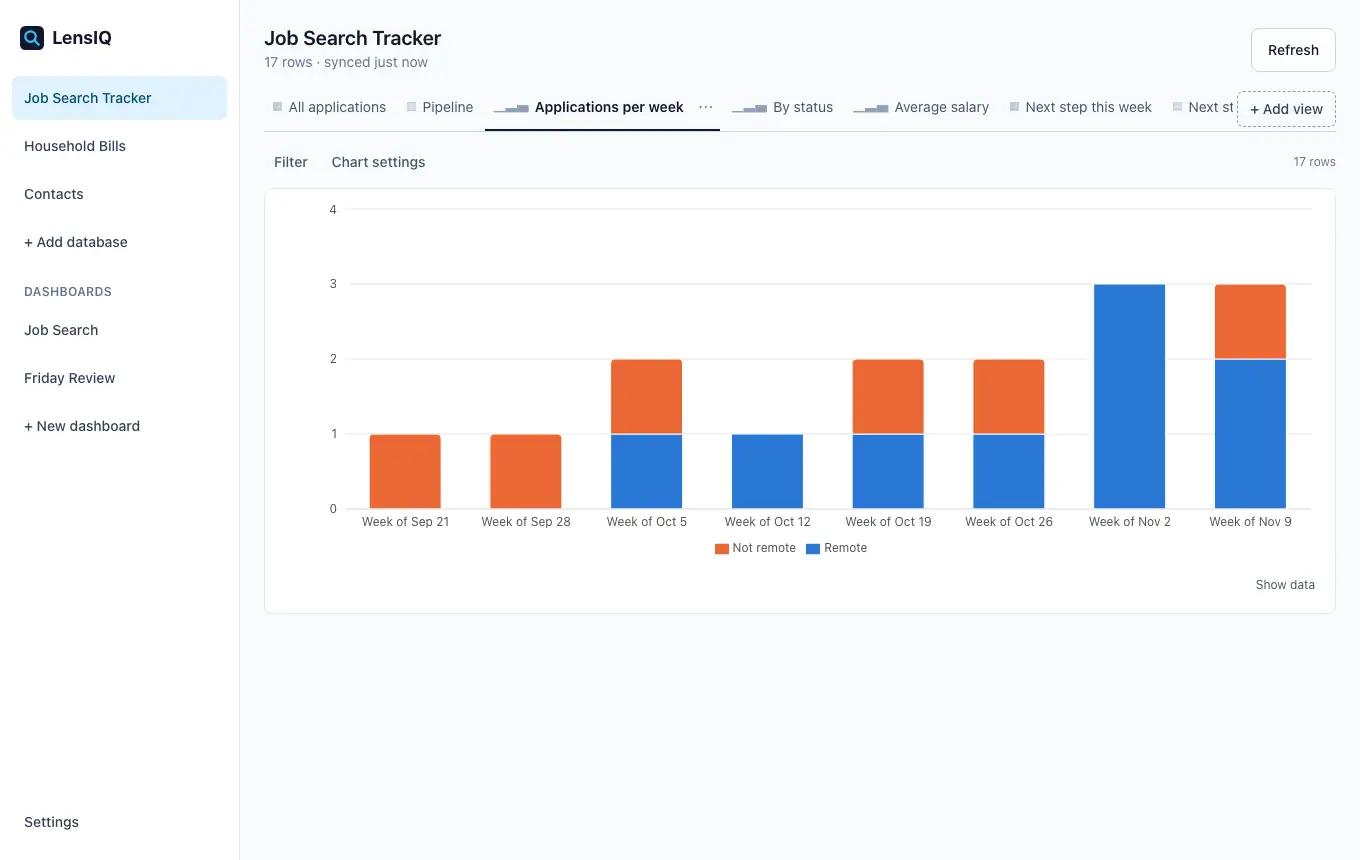 LensIQ
Job Search Tracker
Household Bills
Contacts
+ Add database
DASHBOARDS
Job Search
Friday Review
+ New dashboard
Settings
Job Search Tracker
17 rows · synced just now
Refresh
All applications Pipeline Applications per week ··· By status Average salary Next step this week Next st + Add view
Filter Chart settings 17 rows
4
3
2
1
0
Week of Sep 21 Week of Sep 28 Week of Oct 5 Week of Oct 12 Week of Oct 19 Week of Oct 26 Week of Nov 2 Week of Nov 9
Not remote Remote
Show data